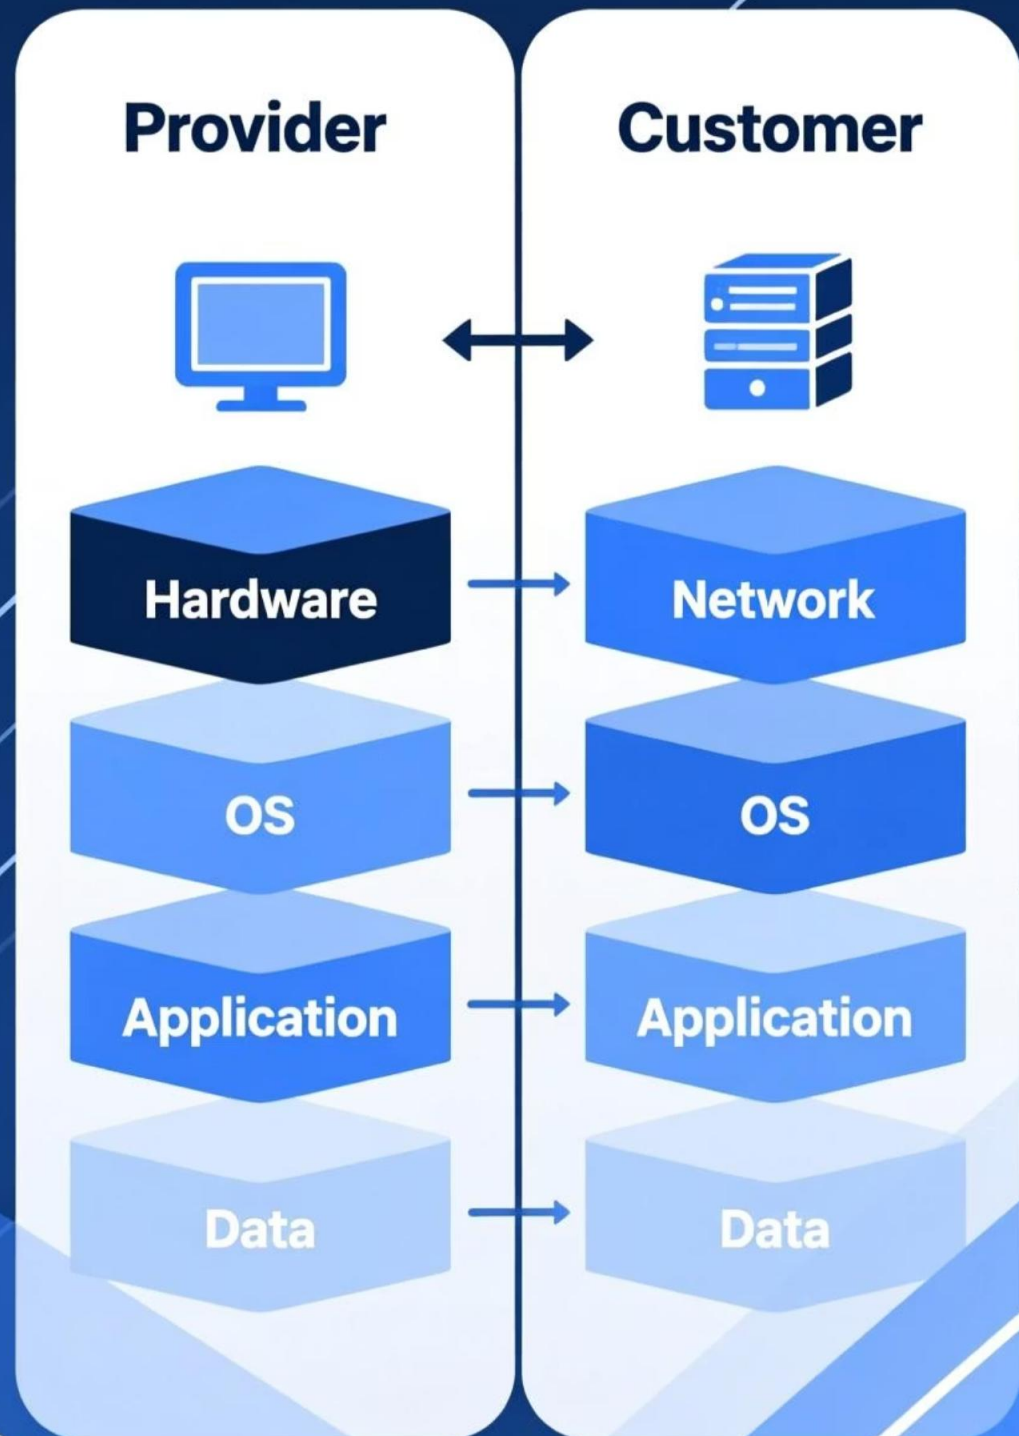 Provider
Customer
Hardware
Network
OS
OS
Application
Application
Data
Data